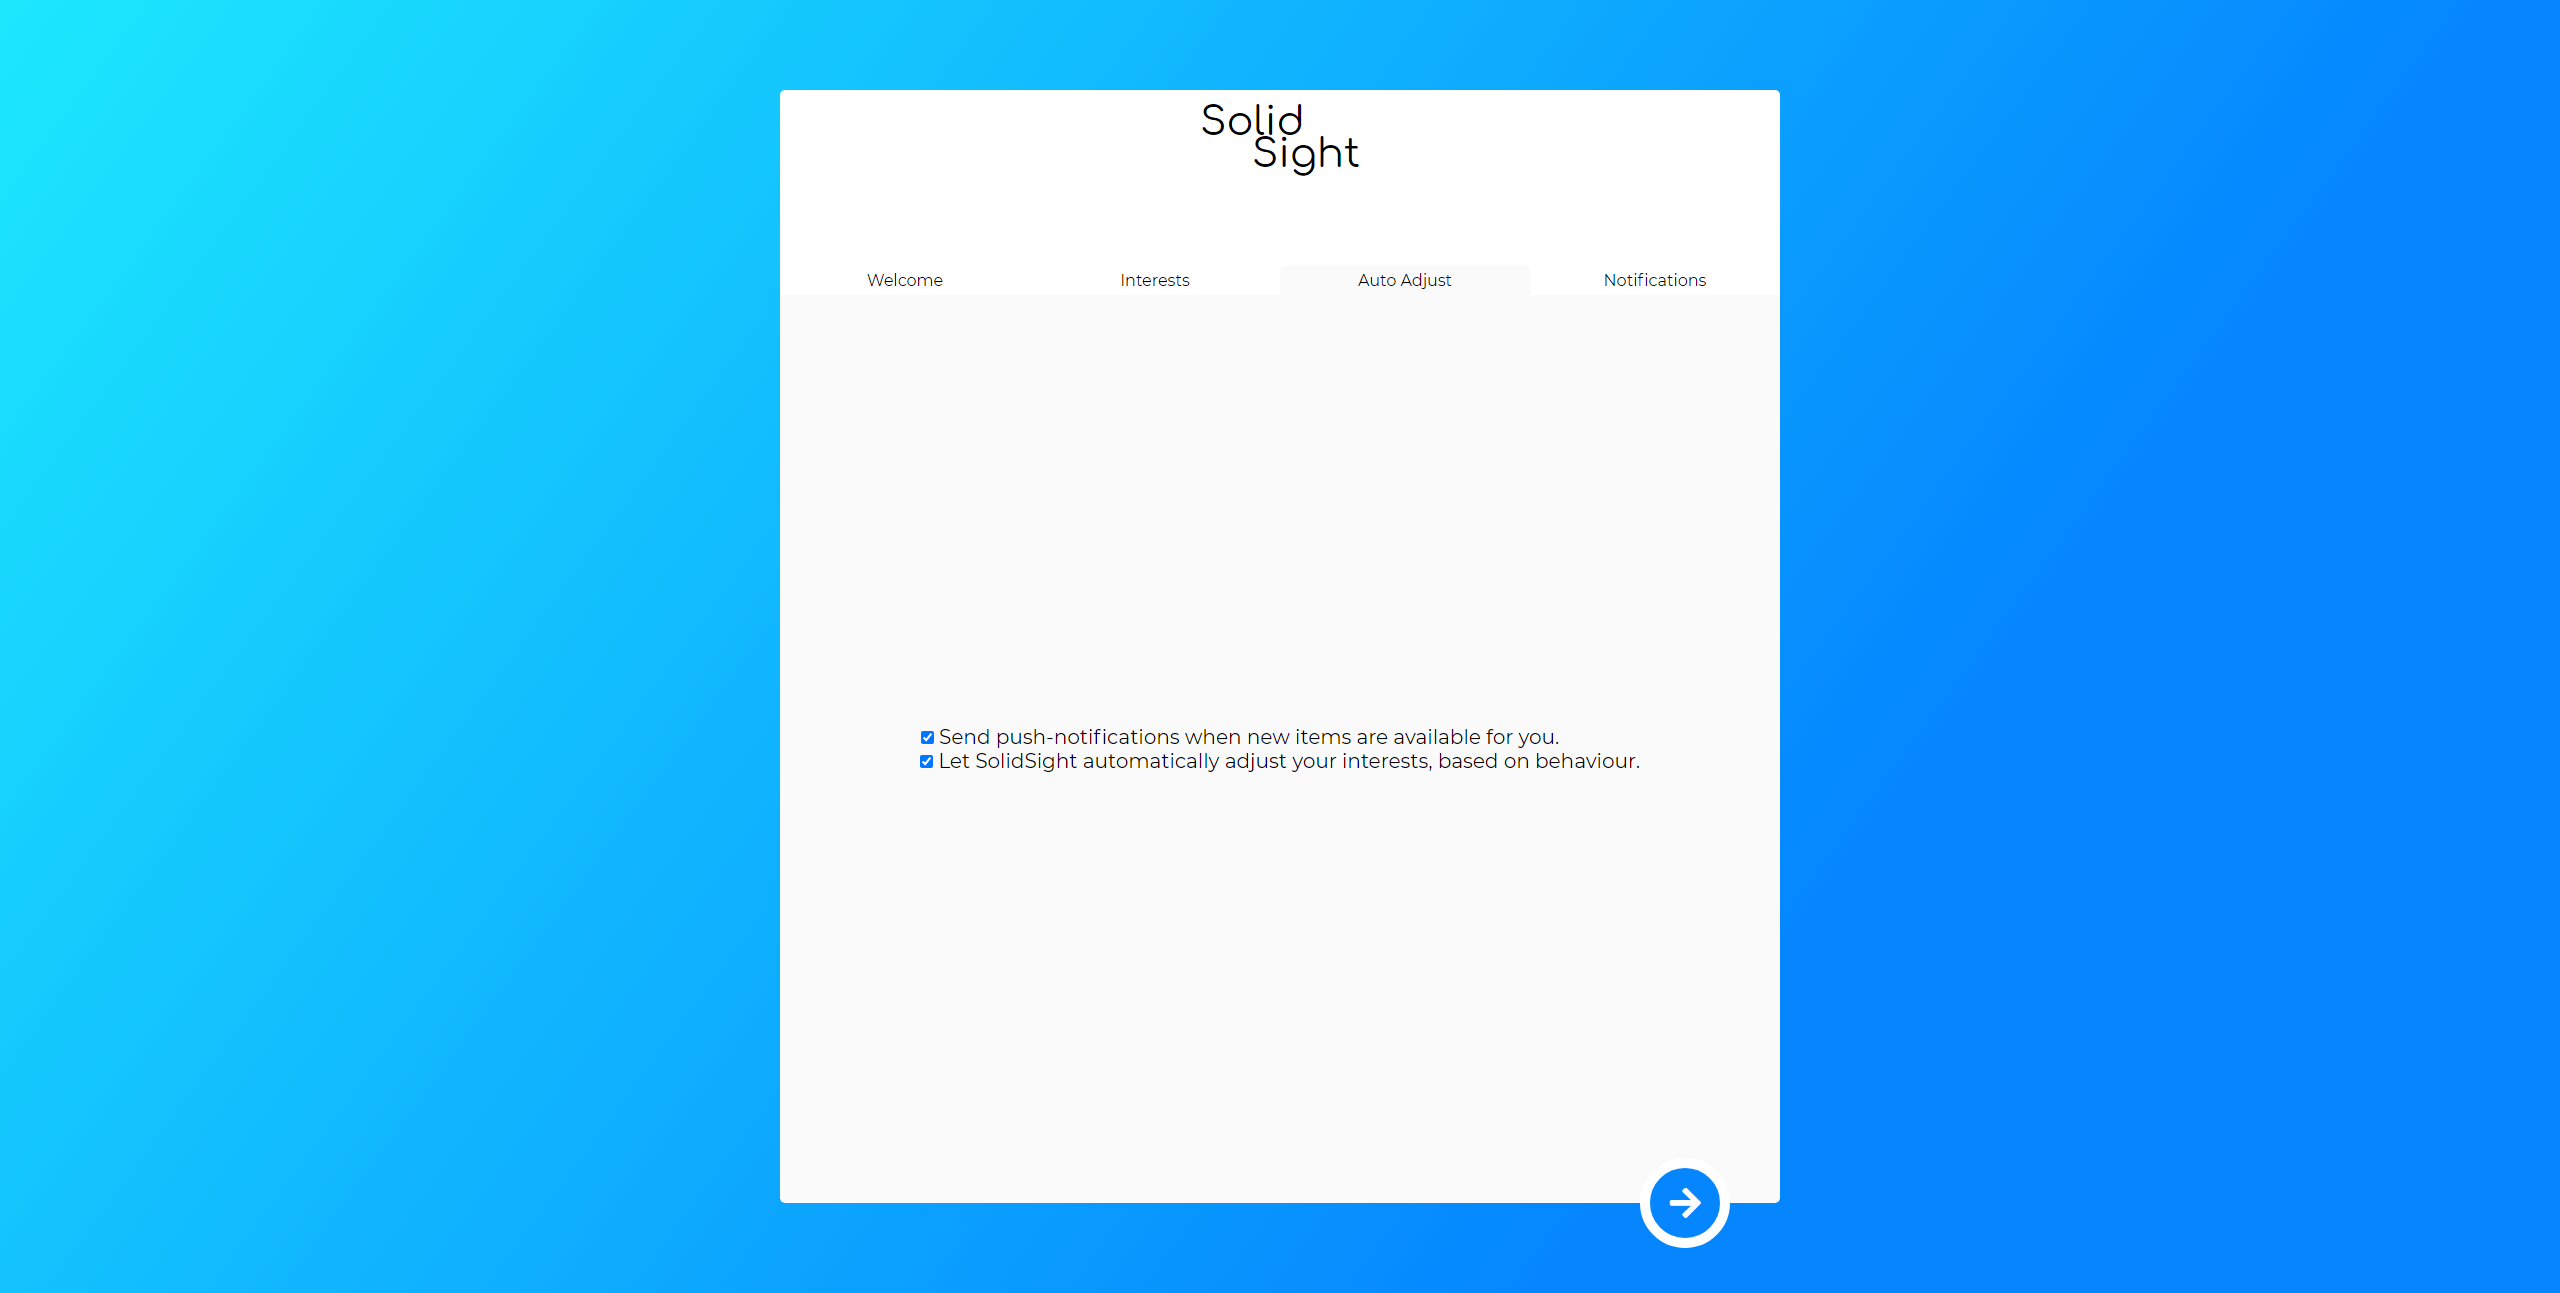 Solid
Sight
Welcome Interests Auto Adjust Notifications
Send push-notifications when new items are available for you.
Let SolidSight automatically adjust your interests, based on behaviour.